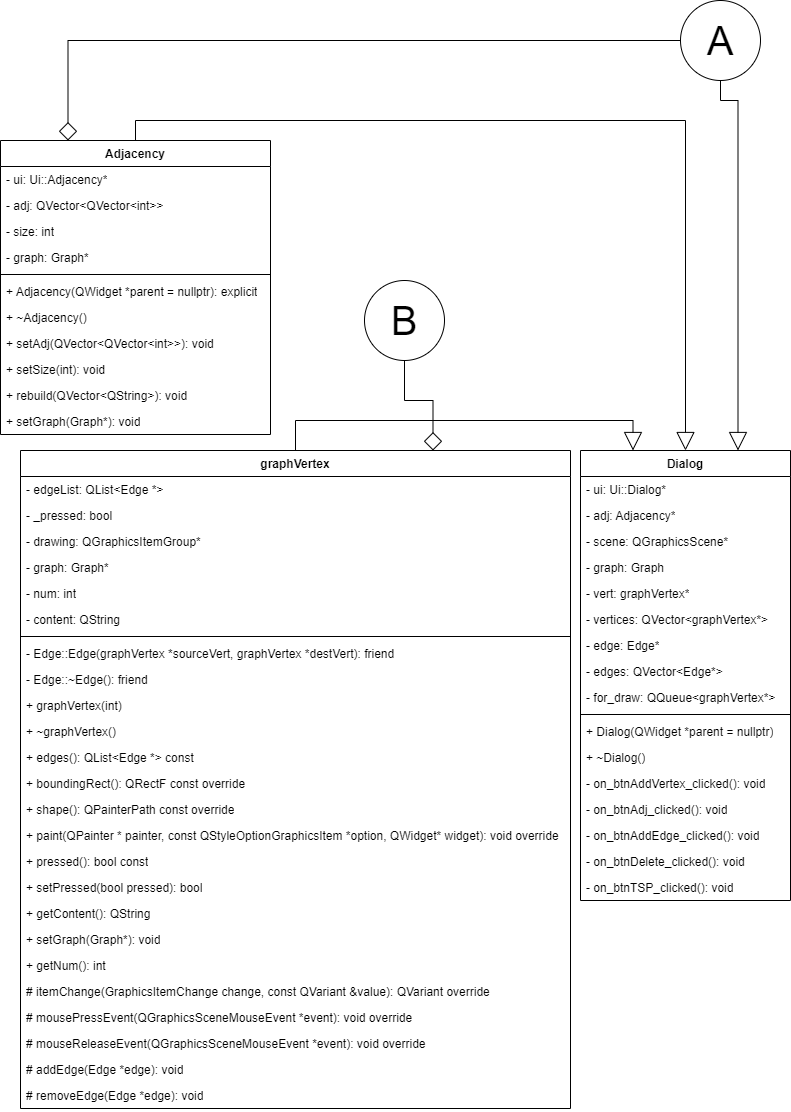 A
Adjacency
- ui: Ui::Adjacency*
- adj: QVector<QVector<int>>
- size: int
- graph: Graph*
+ Adjacency(QWidget *parent = nullptr): explicit
+ ~Adjacency()
+ setAdj(QVector<QVector<int>>): void
+ setSize(int): void
+ rebuild(QVector<QString>): void
+ setGraph(Graph*): void
B
graphVertex
- edgeList: QList<Edge *>
- _pressed: bool
- drawing: QGraphicsItemGroup*
- graph: Graph*
- num: int
- content: QString
- Edge::Edge(graphVertex *sourceVert, graphVertex *destVert): friend
- Edge::~Edge(): friend
+ graphVertex(int)
+ ~graphVertex()
+ edges(): QList<Edge *> const
+ boundingRect(): QRectF const override
+ shape(): QPainterPath const override
+ paint(QPainter * painter, const QStyleOptionGraphicsItem *option, QWidget* widget): void override
+ pressed(): bool const
+ setPressed(bool pressed): bool
+ getContent(): QString
+ setGraph(Graph*): void
+ getNum(): int
# itemChange(GraphicsItemChange change, const QVariant &value): QVariant override
# mousePressEvent(QGraphicsSceneMouseEvent *event): void override
# mouseReleaseEvent(QGraphicsSceneMouseEvent *event): void override
# addEdge(Edge *edge): void
# removeEdge(Edge *edge): void
Dialog
- ui: Ui::Dialog*
- adj: Adjacency*
- scene: QGraphicsScene*
- graph: Graph
- vert: graphVertex*
- vertices: QVector<graphVertex*>
- edge: Edge*
- edges: QVector<Edge*>
- for_draw: QQueue<graphVertex*>
+ Dialog(QWidget *parent = nullptr)
+ ~Dialog()
- on_btnAddVertex_clicked(): void
- on_btnAdj_clicked(): void
- on_btnAddEdge_clicked(): void
- on_btnDelete_clicked(): void
- on_btnTSP_clicked(): void